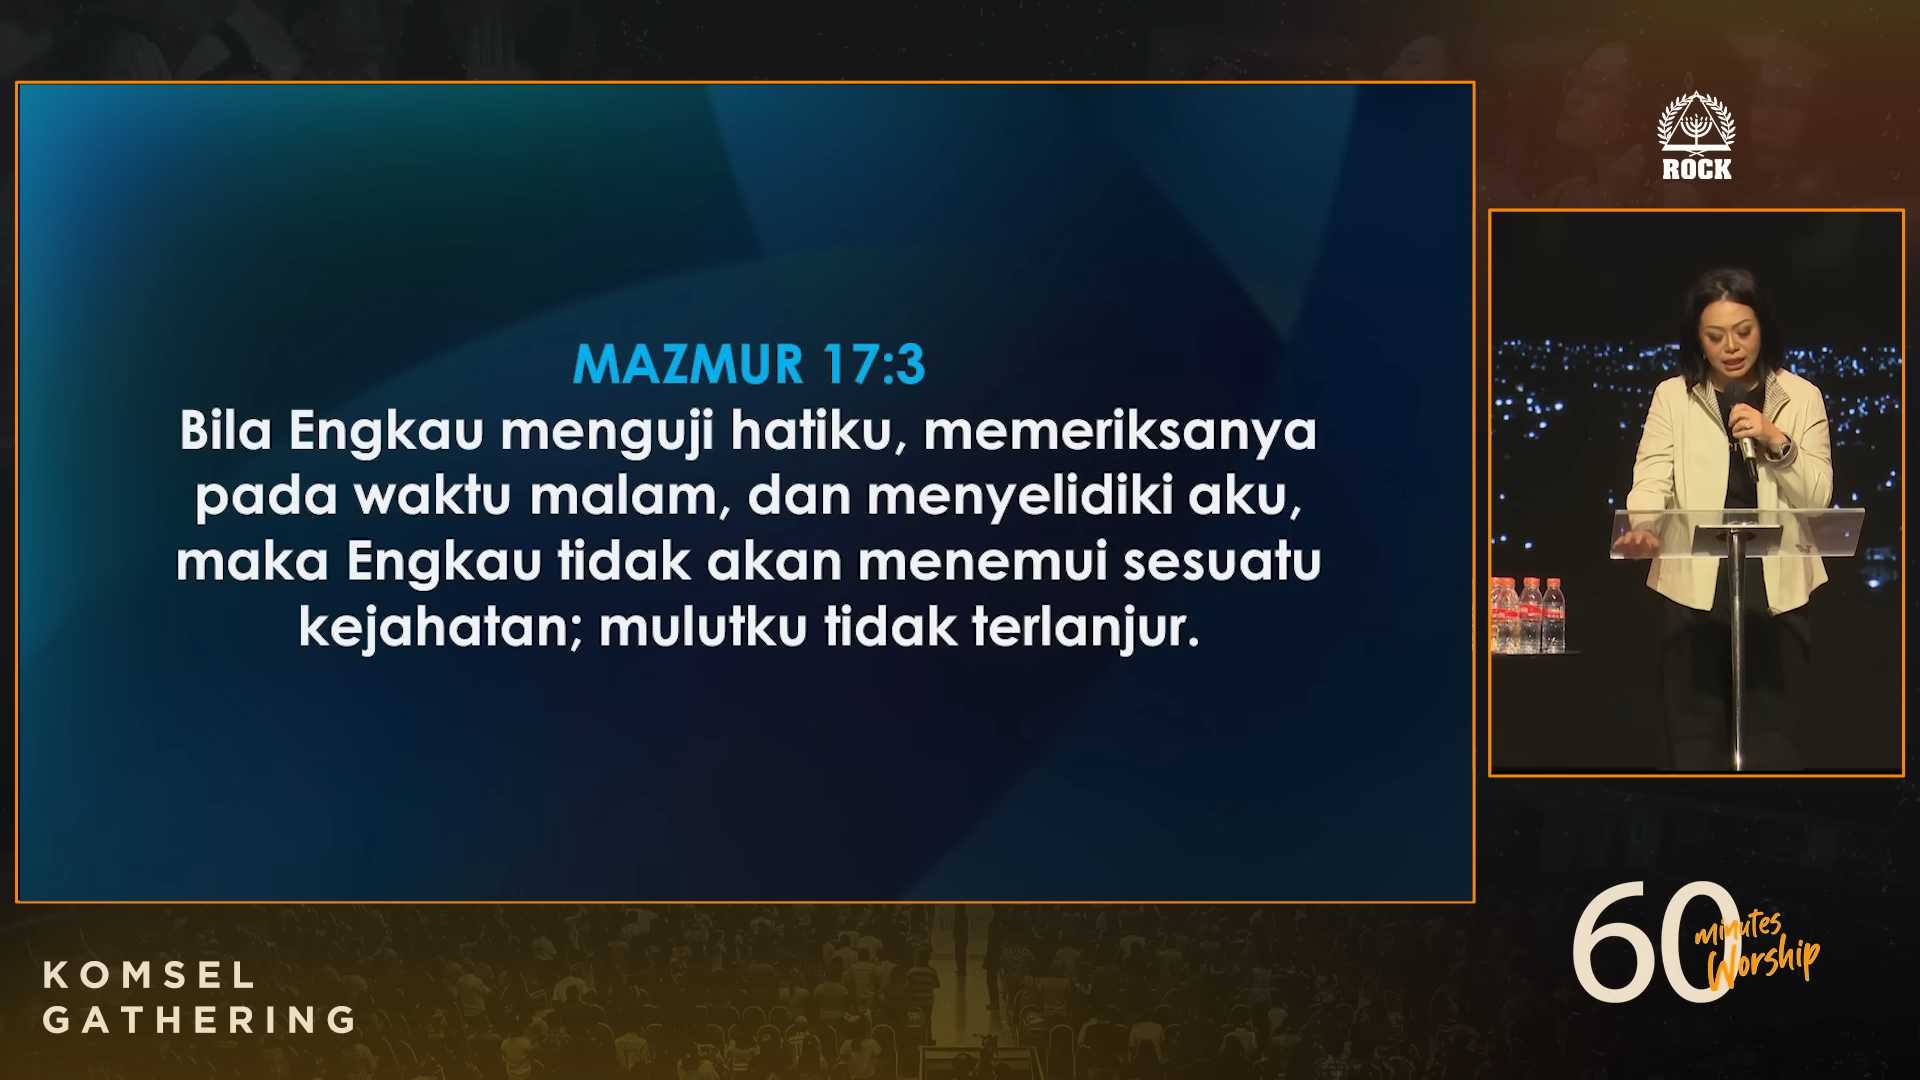 MAZMUR 17:3
Bila Engkau menguji hatiku, memeriksanya
pada waktu malam, dan menyelidiki aku,
maka Engkau tidak akan menemui sesuatu
kejahatan; mulutku tidak terlanjur.
ROCK
KOMSEL
GATHERING
60
minutes
Worship